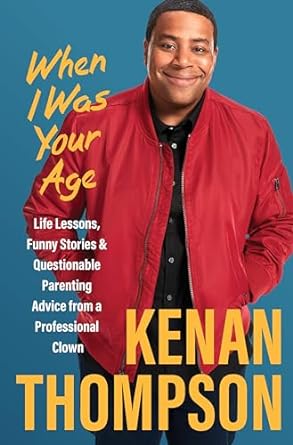 When
I Was
Your
Age
Life Lessons,
Funny Stories &
Questionable
Parenting
Advice from a
Professional
Clown
KENAN
THOMPSON